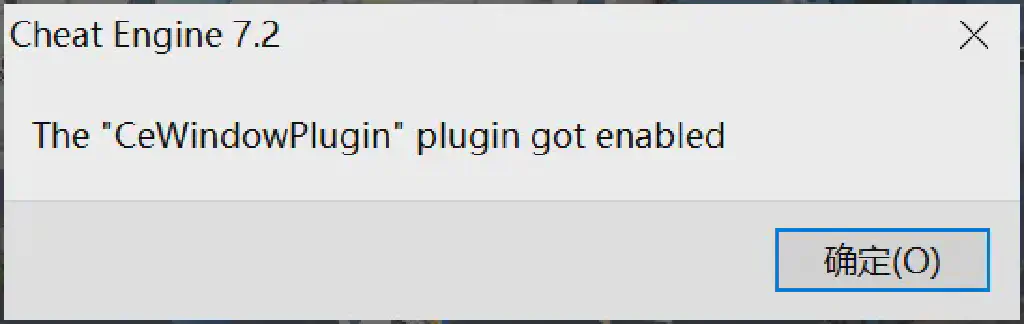 Cheat Engine 7.2
The "CeWindowPlugin" plugin got enabled
确定(O)